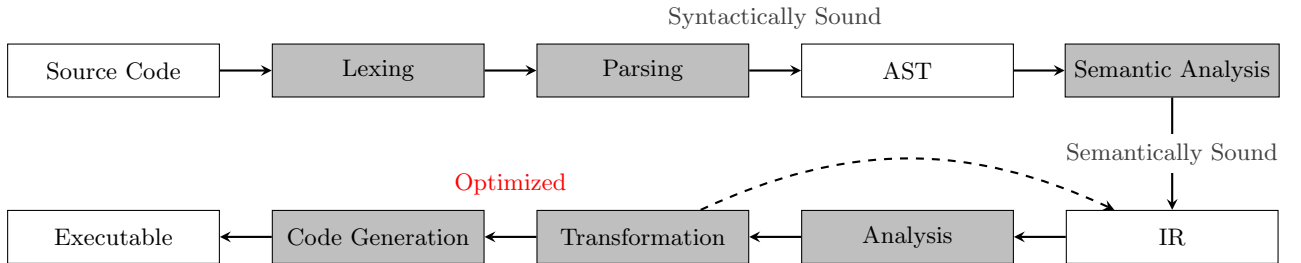 Syntactically Sound
Source Code
Lexing
Parsing
AST
Semantic Analysis
Semantically Sound
Optimized
Executable
Code Generation
Transformation
Analysis
IR